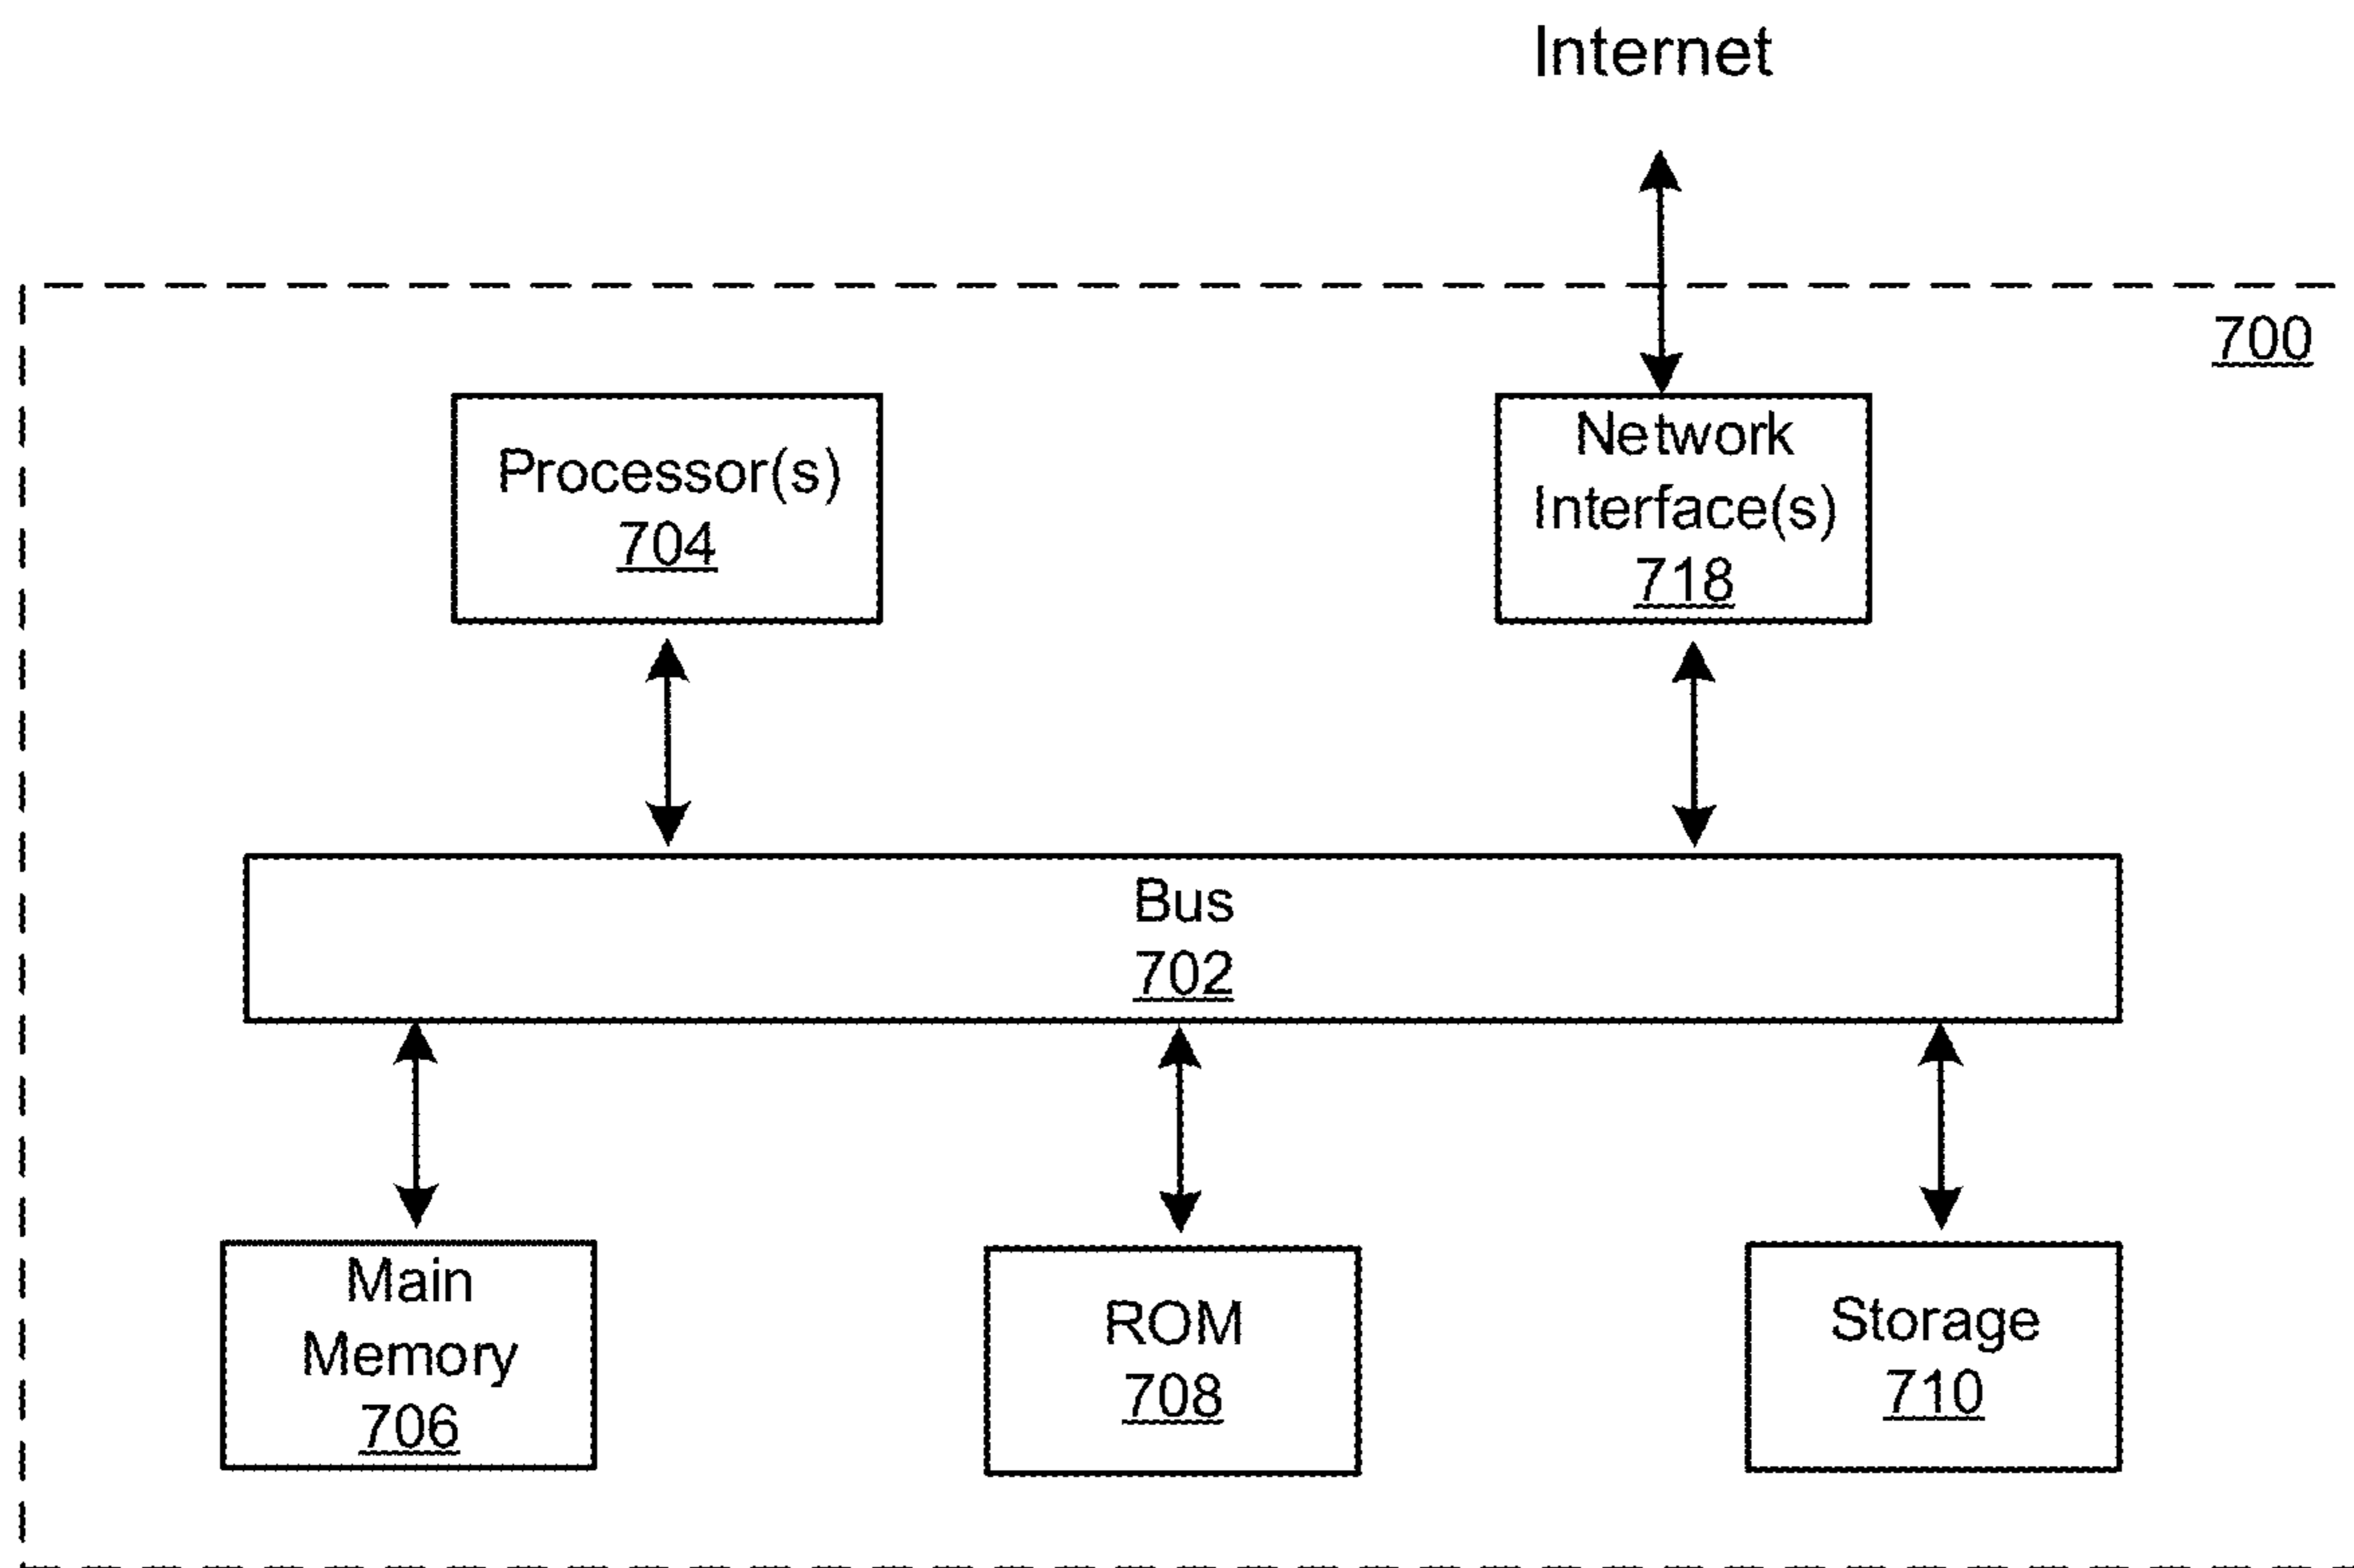 Internet
700
Processor(s)
704
Network
Interface(s)
718
Bus
702
Main
Memory
706
ROM
708
Storage
710